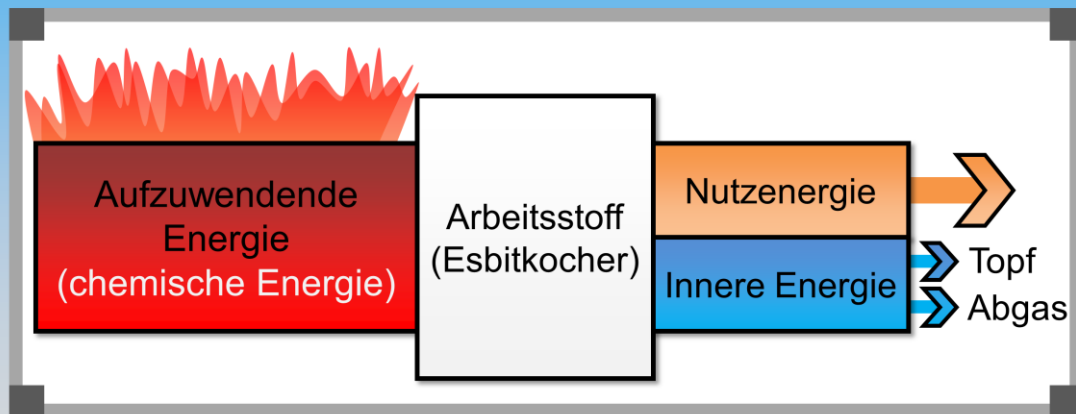 Aufzuwendende
Energie
(chemische Energie)
Arbeitsstoff
(Esbitkocher)
Nutzenergie
Innere Energie
Topf
Abgas